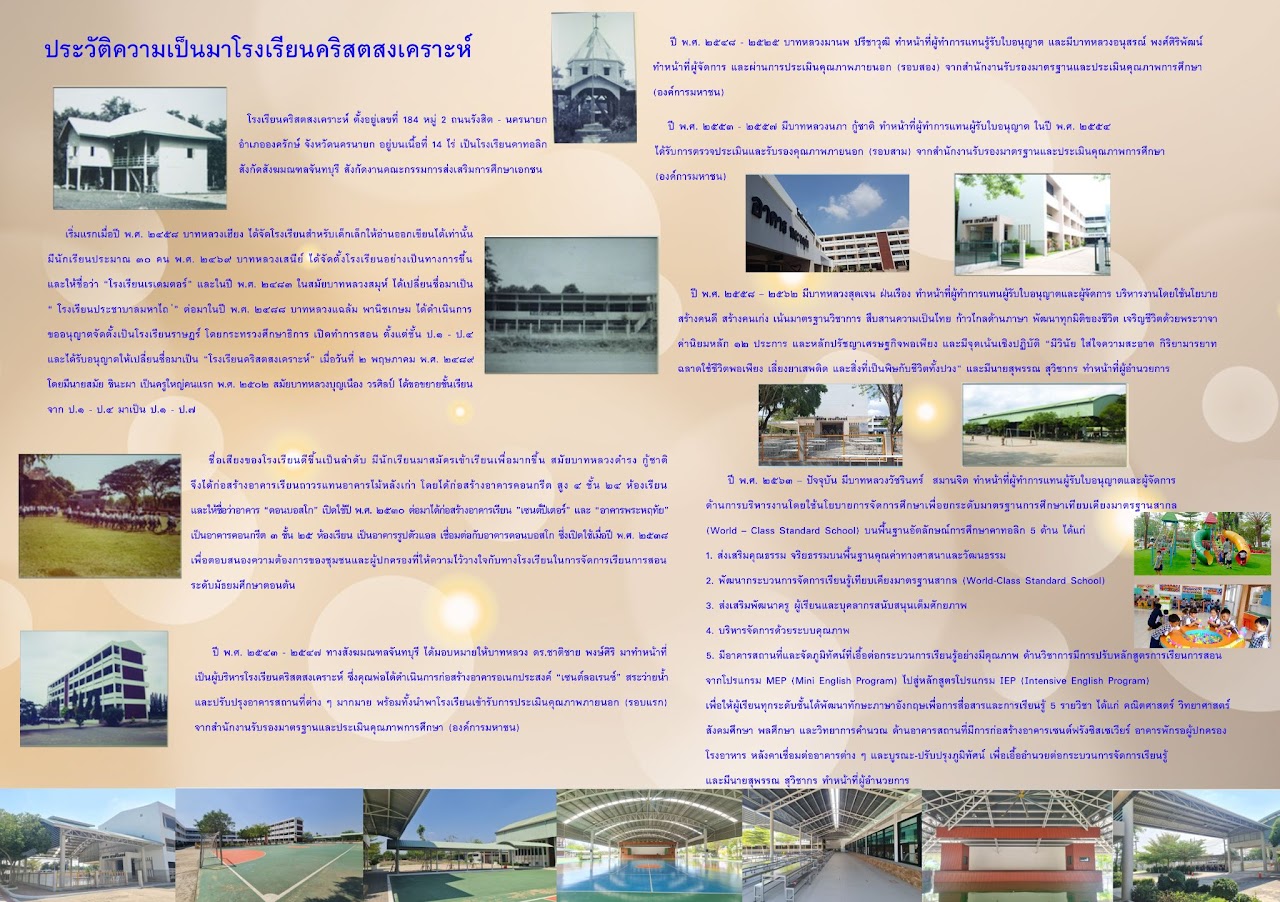 ประวัติความเป็นมาโรงเรียนคริสตสงเคราะห์
โรงเรียนคริสตสงเคราะห์ ตั้งอยู่เลขที่ 184 หมู่ 2 ถนนรังสิต - นครนายก
อำเภอองครักษ์ จังหวัดนครนายก อยู่บนเนื้อที่ 14 ไร่ เป็นโรงเรียนคาทอลิก
สังกัดสังฆมณฑลจันทบุรี สังกัดงานคณะกรรมการส่งเสริมการศึกษาเอกชน
เริ่มแรกเมื่อปี พ.ศ. ๒๔๕๘ บาทหลวงเฮียง ได้จัดโรงเรียนสำหรับเด็กเล็กให้อ่านออกเขียนได้เท่านั้น
มีนักเรียนประมาณ ๓๐ คน พ.ศ. ๒๔๖๙ บาทหลวงเสนีย์ ได้จัดตั้งโรงเรียนอย่างเป็นทางการขึ้น
และให้ชื่อว่า "โรงเรียนเรเดมตอร์" และในปี พ.ศ. ๒๔๘๓ ในสมัยบาทหลวงสมุห์ ได้เปลี่ยนชื่อมาเป็น
" โรงเรียนประชาบาลมหาไถ่ " ต่อมาในปี พ.ศ. ๒๔๘๘ บาทหลวงแฉล้ม พานิชเกษม ได้ดำเนินการ
ขออนุญาตจัดตั้งเป็นโรงเรียนราษฎร์ โดยกระทรวงศึกษาธิการ เปิดทำการสอน ตั้งแต่ชั้น ป.๑ - ป.๔
และได้รับอนุญาตให้เปลี่ยนชื่อมาเป็น "โรงเรียนคริสตสงเคราะห์" เมื่อวันที่ ๒ พฤษภาคม พ.ศ. ๒๔๘๙
โดยมีนายสมัย ชินะผา เป็นครูใหญ่คนแรก พ.ศ. ๒๕๐๒ สมัยบาทหลวงบุญเนือง วรศิลป์ ได้ขอขยายชั้นเรียน
จาก ป.๑ - ป.๔ มาเป็น ป.๑ - ป.๗
ชื่อเสียงของโรงเรียนดีขึ้นเป็นลำดับ มีนักเรียนมาสมัครเข้าเรียนเพื่อมากขึ้น สมัยบาทหลวงดำรง กู้ชาติ
จึงได้ก่อสร้างอาคารเรียนถาวรแทนอาคารไม้หลังเก่า โดยได้ก่อสร้างอาคารคอนกรีต สูง ๔ ชั้น ๒๔ ห้องเรียน
และให้ชื่อว่าอาคาร "ดอนบอสโก" เปิดใช้ปี พ.ศ. ๒๕๓๐ ต่อมาได้ก่อสร้างอาคารเรียน "เซนต์ปีเตอร์" และ "อาคารพระหฤทัย"
เป็นอาคารคอนกรีต ๓ ชั้น ๒๕ ห้องเรียน เป็นอาคารรูปตัวแอล เชื่อมต่อกับอาคารดอนบอสโก ซึ่งเปิดใช้เมื่อปี พ.ศ. ๒๕๓๘
เพื่อตอบสนองความต้องการของชุมชนและผู้ปกครองที่ให้ความไว้วางใจกับทางโรงเรียนในการจัดการเรียนการสอน
ระดับมัธยมศึกษาตอนต้น
ปี พ.ศ. ๒๕๔๓ - ๒๕๔๗ ทางสังฆมณฑลจันทบุรี ได้มอบหมายให้บาทหลวง ดร.ชาติชาย พงษ์ศิริ มาทำหน้าที่
เป็นผู้บริหารโรงเรียนคริสตสงเคราะห์ ซึ่งคุณพ่อได้ดำเนินการก่อสร้างอาคารอเนกประสงค์ "เซนต์ลอเรนซ์" สระว่ายน้ำ
และปรับปรุงอาคารสถานที่ต่าง ๆ มากมาย พร้อมทั้งนำพาโรงเรียนเข้ารับการประเมินคุณภาพภายนอก (รอบแรก)
จากสำนักงานรับรองมาตรฐานและประเมินคุณภาพการศึกษา (องค์การมหาชน)
ปี พ.ศ. ๒๕๔๘ - ๒๕๒๕ บาทหลวงมานพ ปรีชาวุฒิ ทำหน้าที่ผู้ทำการแทนรู้รับใบอนุญาต และมีบาทหลวงอนุสรณ์ พงค์ศิริพัฒน์
ทำหน้าที่ผู้จัดการ และผ่านการประเมินคุณภาพภายนอก (รอบสอง) จากสำนักงานรับรองมาตรฐานและประเมินคุณภาพการศึกษา
(องค์การมหาชน)
ปี พ.ศ. ๒๕๕๓ - ๒๕๕๗ มีบาทหลวงนภา กู้ชาติ ทำหน้าที่ผู้ทำการแทนผู้รับใบอนุญาต ในปี พ.ศ. ๒๕๕๔
ได้รับการตรวจประเมินและรับรองคุณภาพภายนอก (รอบสาม) จากสำนักงานรับรองมาตรฐานและประเมินคุณภาพการศึกษา
(องค์การมหาชน)
ปี พ.ศ. ๒๕๕๘ - ๒๕๖๒ มีบาทหลวงสุดเจน ฝ่นเรือง ทำหน้าที่ผู้ทำการแทนผู้รับใบอนุญาตและผู้จัดการ บริหารงานโดยใช้นโยบาย
สร้างคนดี สร้างคนเก่ง เน้นมาตรฐานวิชาการ สืบสานความเป็นไทย ก้าวไกลด้านภาษา พัฒนาทุกมิติของชีวิต เจริญชีวิตด้วยพระวาจา
ค่านิยมหลัก ๑๒ ประการ และหลักปรัชญาเศรษฐกิจพอเพียง และมีจุดเน้นเชิงปฏิบัติ "มีวินัย ใส่ใจความสะอาด กิริยามารยาท
ฉลาดใช้ชีวิตพอเพียง เลี่ยงยาเสพติด และสิ่งที่เป็นพิษกับชีวิตทั้งปวง" และมีนายสุพรรณ สุวิชากร ทำหน้าที่ผู้อำนวยการ
ปี พ.ศ. ๒๕๖๓ - ปัจจุบัน มีบาทหลวงวัชรินทร์ สมานจิต ทำหน้าที่ผู้ทำการแทนผู้รับใบอนุญาตและผู้จัดการ
ด้านการบริหารงานโดยใช้นโยบายการจัดการศึกษาเพื่อยกระดับมาตรฐานการศึกษาเทียบเคียงมาตรฐานสากล
(World – Class Standard School) บนพื้นฐานอัตลักษณ์การศึกษาคาทอลิก 5 ด้าน ได้แก่
1. ส่งเสริมคุณธรรม จริยธรรมบนพื้นฐานคุณค่าทางศาสนาและวัฒนธรรม
2. พัฒนากระบวนการจัดการเรียนรู้เทียบเคียงมาตรฐานสากล (World-Class Standard School)
3. ส่งเสริมพัฒนาครู ผู้เรียนและบุคลากรสนับสนุนเต็มศักยภาพ
4. บริหารจัดการด้วยระบบคุณภาพ
5. มีอาคารสถานที่และจัดภูมิทัศน์ที่เอื้อต่อกระบวนการเรียนรู้อย่างมีคุณภาพ ด้านวิชาการมีการปรับหลักสูตรการเรียนการสอน
จากโปรแกรม MEP (Mini English Program) ไปสู่หลักสูตรโปรแกรม IEP (Intensive English Program)
เพื่อให้ผู้เรียนทุกระดับชั้นได้พัฒนาทักษะภาษาอังกฤษเพื่อการสื่อสารและการเรียนรู้ 5 รายวิชา ได้แก่ คณิตศาสตร์ วิทยาศาสตร์
สังคมศึกษา พลศึกษา และวิทยาการคำนวณ ด้านอาคารสถานที่มีการก่อสร้างอาคารเซนต์ฟรังซิสเซเวียร์ อาคารพักรอผู้ปกครอง
โรงอาหาร หลังคาเชื่อมต่ออาคารต่าง ๆ และบูรณะ-ปรับปรุงภูมิทัศน์ เพื่อเอื้ออำนวยต่อกระบวนการจัดการเรียนรู้
และมีนายสุพรรณ สุวิชากร ทำหน้าที่ผู้อำนวยการ